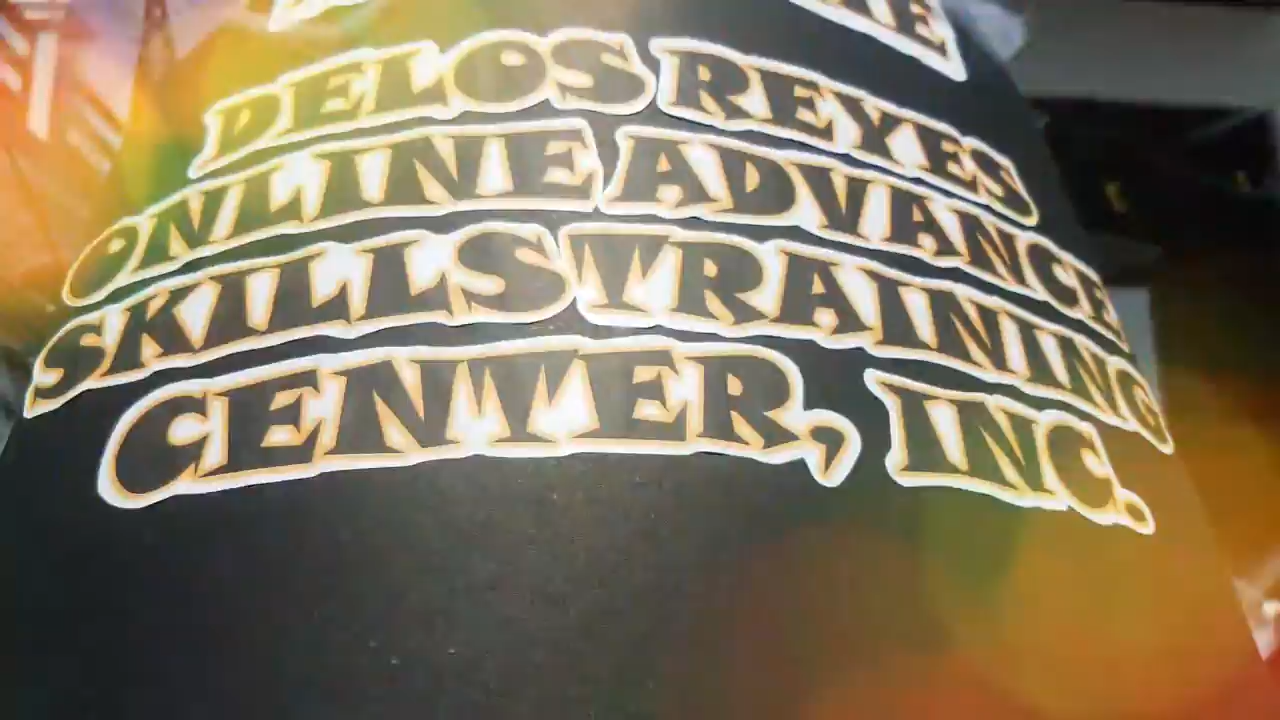 DELOS REYES
ONLINE ADVANCE
SKILLS TRAINING
CENTER, INC.